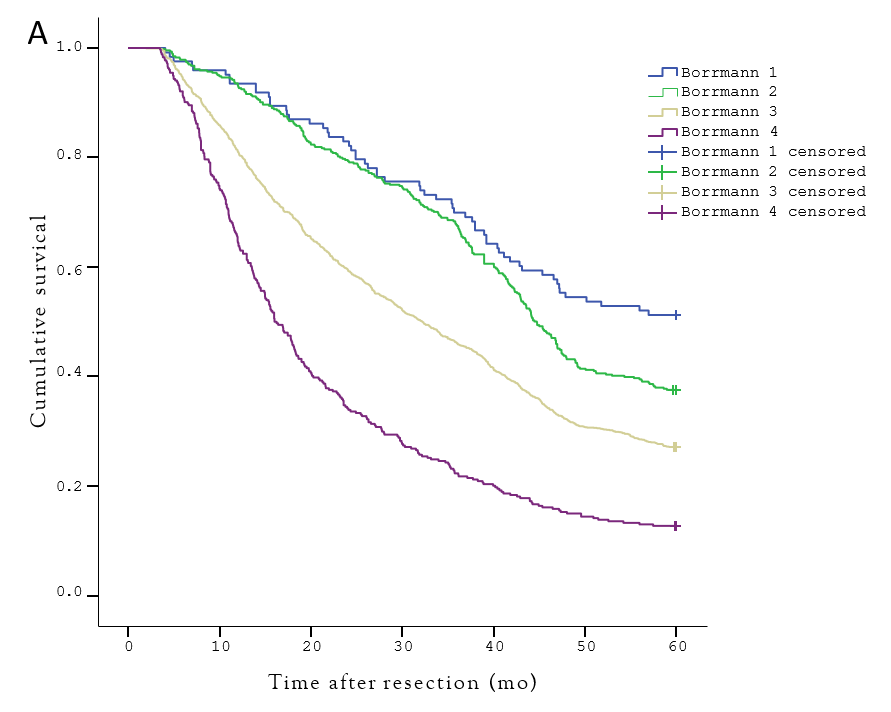 A
1.0
0.8
0.6
0.4
0.2
0.0
Cumulative survical
0 10 20 30 40 50 60
Time after resection (mo)
Borrmann 1
Borrmann 2
Borrmann 3
Borrmann 4
Borrmann 1 censored
Borrmann 2 censored
Borrmann 3 censored
Borrmann 4 censored